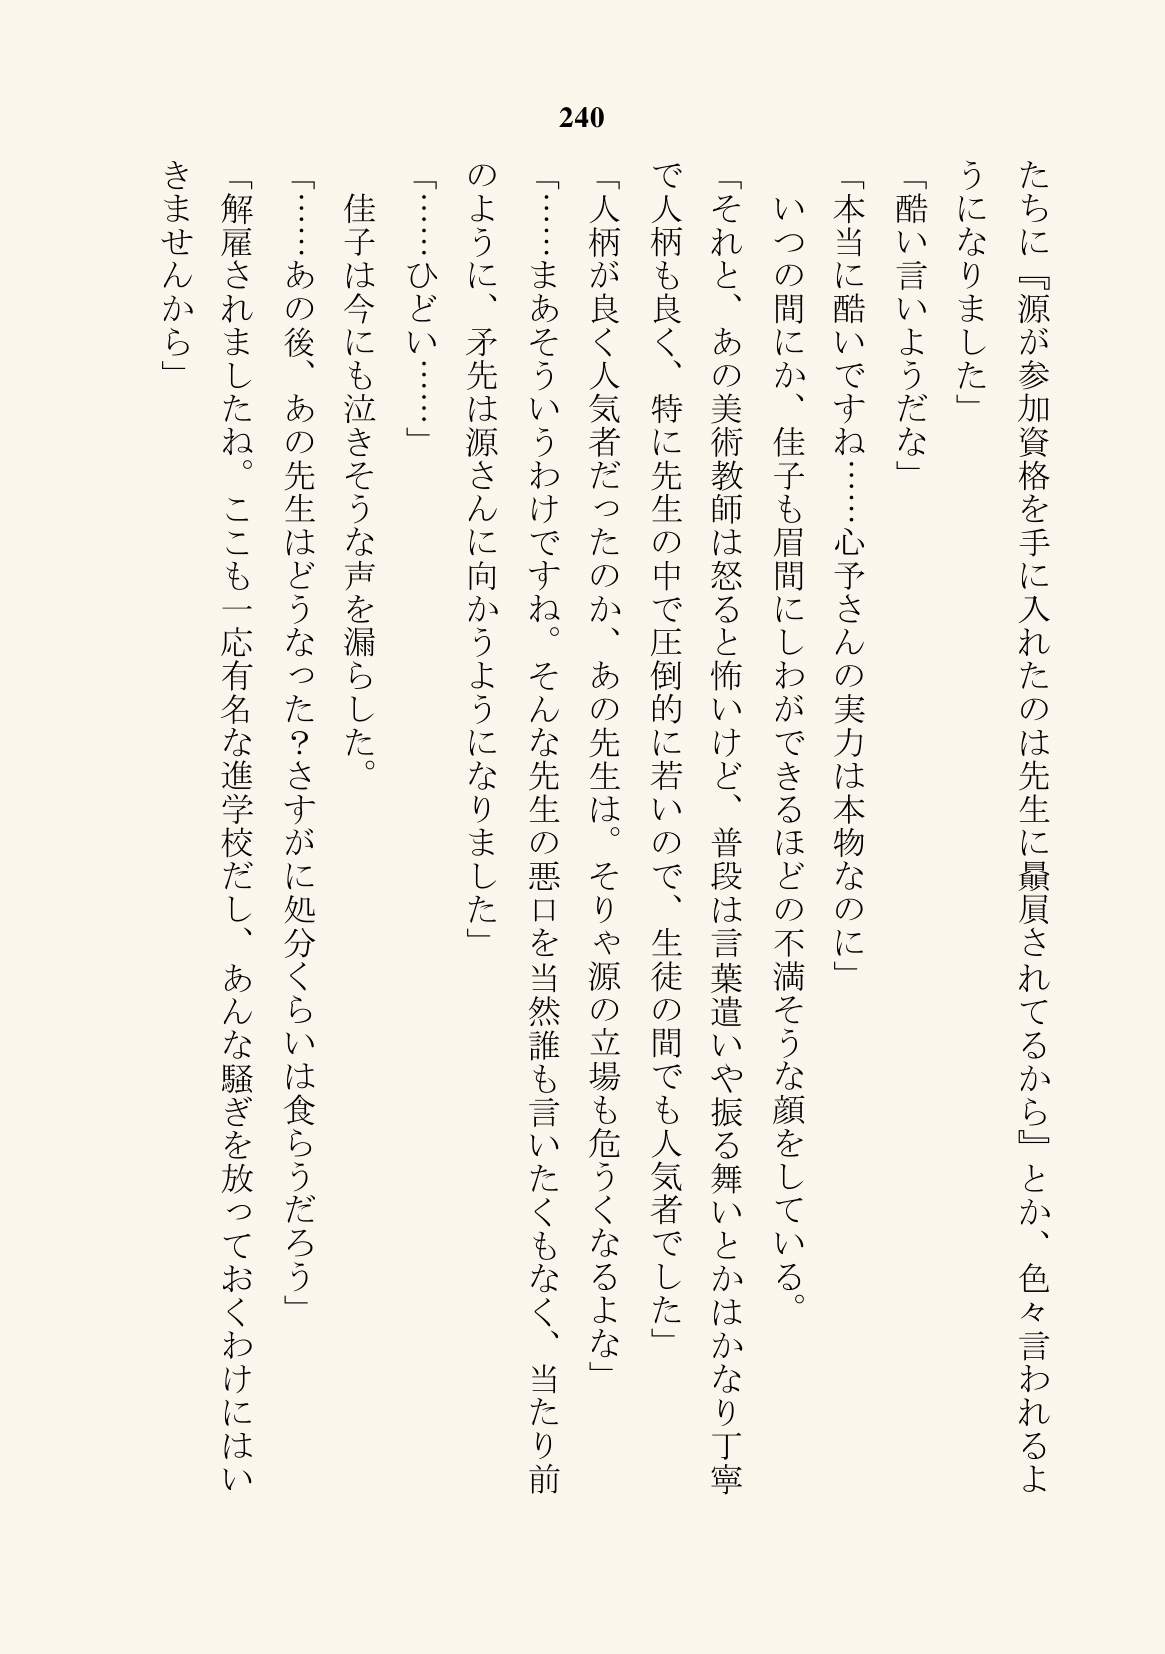 240
たちに『源が参加資格を手に入れたのは先生に贔屓されてるから』とか、色々言われるよ
うになりました」
「酷い言いようだな」
「本当に酷いですね……心予さんの実力は本物なのに」
　いつの間にか、佳子も眉間にしわができるほどの不満そうな顔をしている。
「それと、あの美術教師は怒ると怖いけど、普段は言葉遣いや振る舞いとかはかなり丁寧
で人柄も良く、特に先生の中で圧倒的に若いので、生徒の間でも人気者でした」
「人柄が良く人気者だったのか、あの先生は。そりゃ源の立場も危うくなるよな」
「……まあそういうわけですね。そんな先生の悪口を当然誰も言いたくもなく、当たり前
のように、矛先は源さんに向かうようになりました」
「……ひどい……」
　佳子は今にも泣きそうな声を漏らした。
「……あの後、あの先生はどうなった？さすがに処分くらいは食らうだろう」
「解雇されましたね。ここも一応有名な進学校だし、あんな騒ぎを放っておくわけにはい
きませんから」